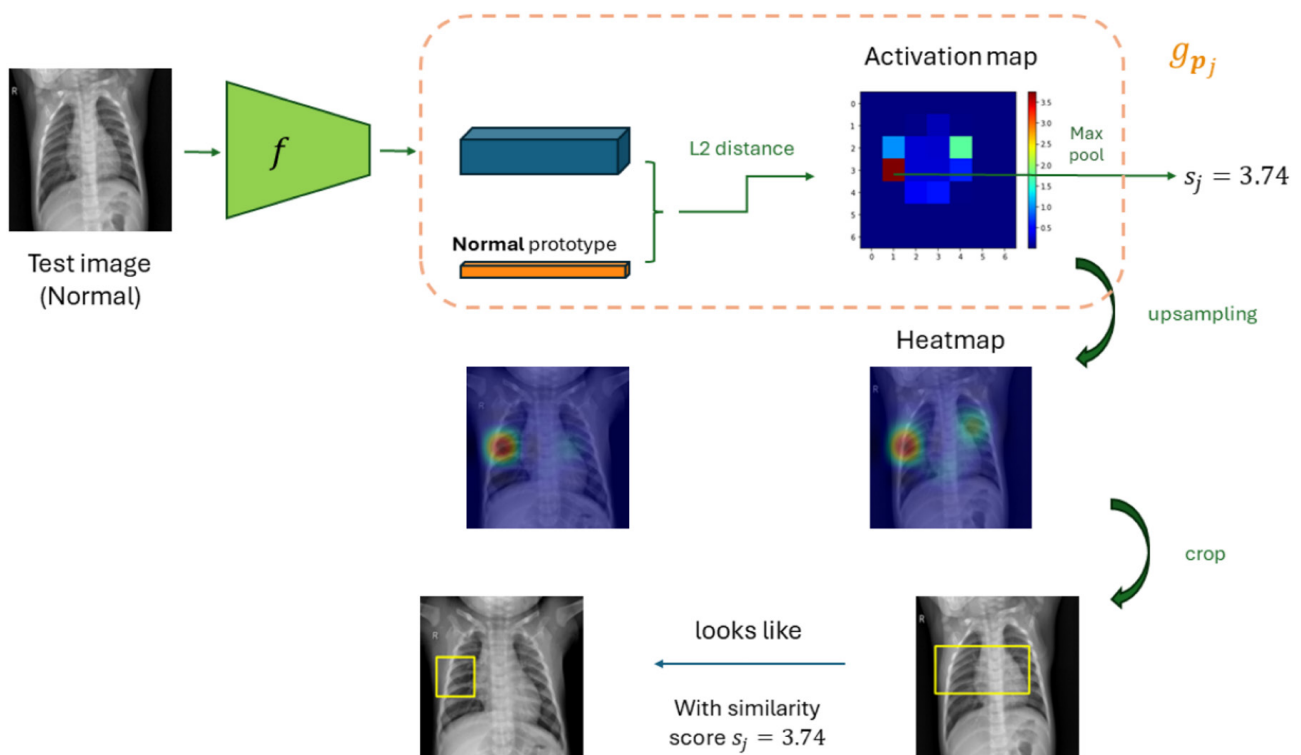 Activation map
g_{p_j}
R
f
L2 distance
Max
pool
s_j = 3.74
Normal prototype
0
1
2
3
4
5
6
0 1 2 3 4 5 6
3.5
3.0
2.5
2.0
1.5
1.0
0.5
Test image
(Normal)
upsampling
Heatmap
R
R
crop
looks like
R
R
With similarity
score s_j = 3.74